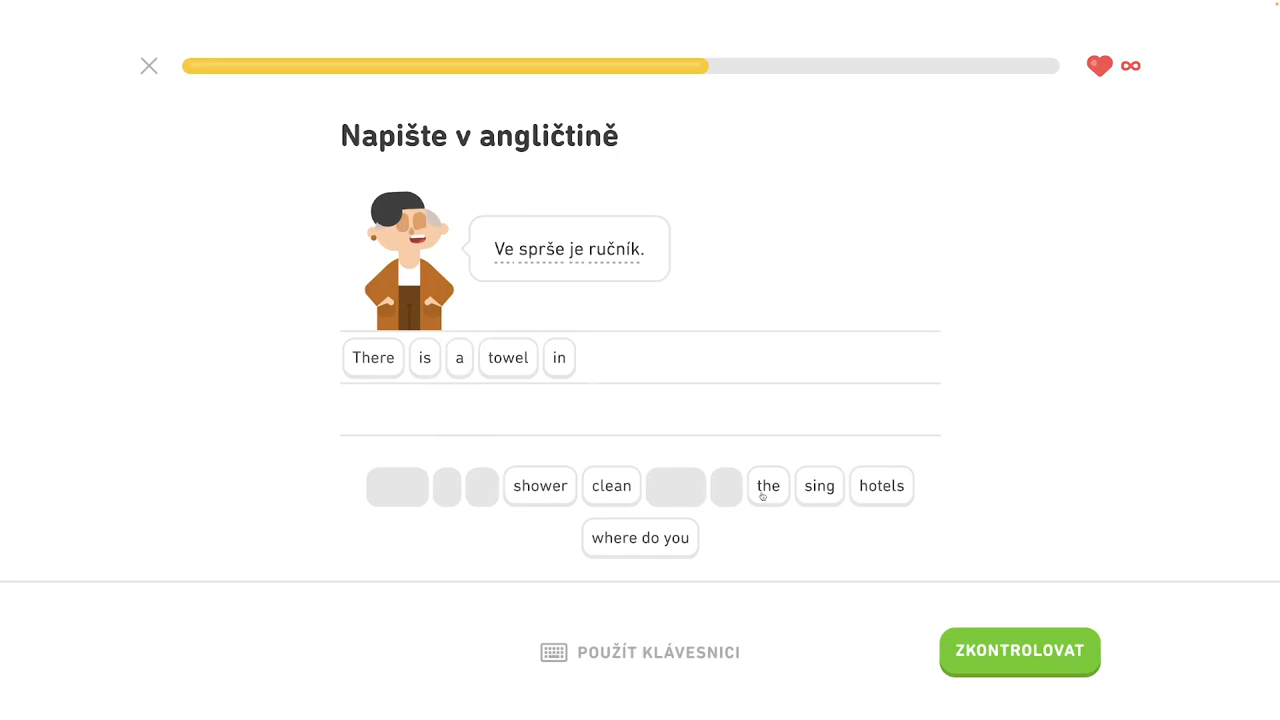 ∞
Napište v angličtině
Ve sprše je ručník.
There is a towel in
shower clean the sing hotels
where do you
POUŽÍT KLÁVESNICI
ZKONTROLOVAT